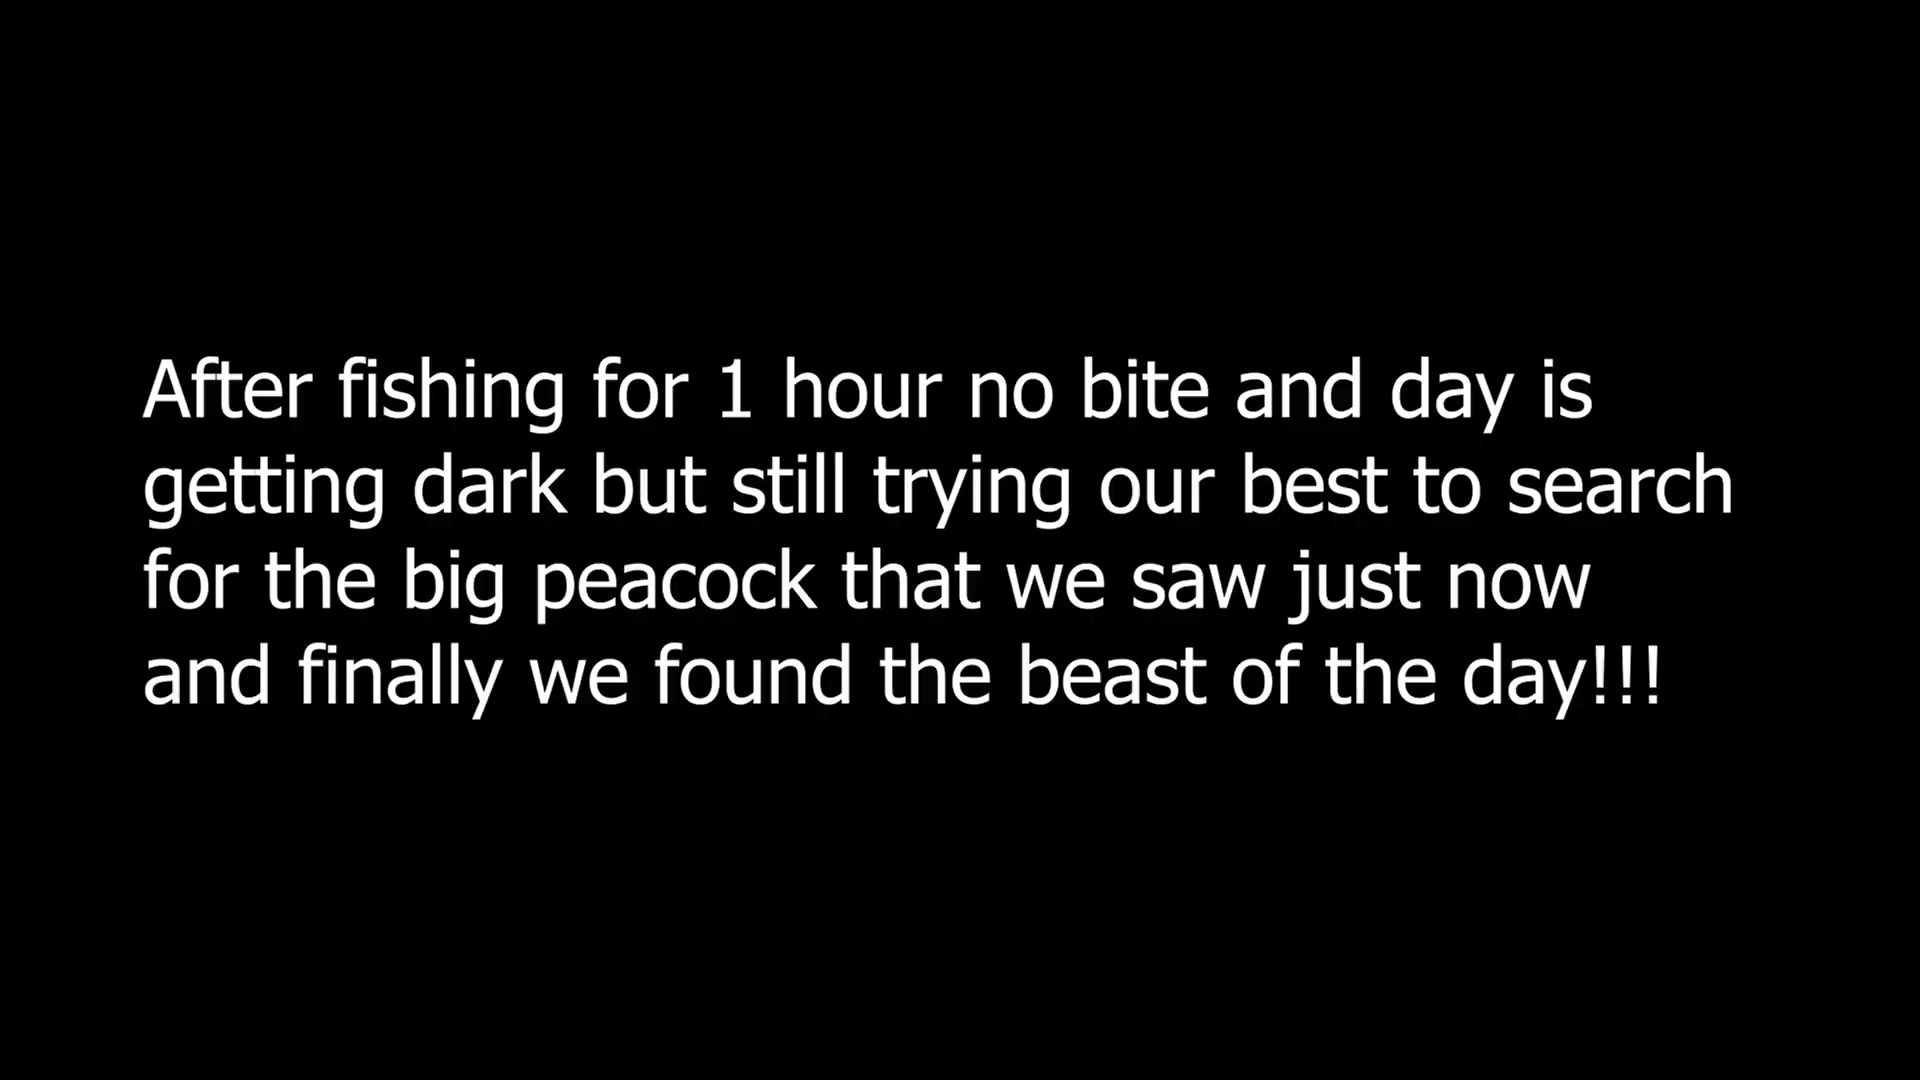 After fishing for 1 hour no bite and day is
getting dark but still trying our best to search
for the big peacock that we saw just now
and finally we found the beast of the day!!!